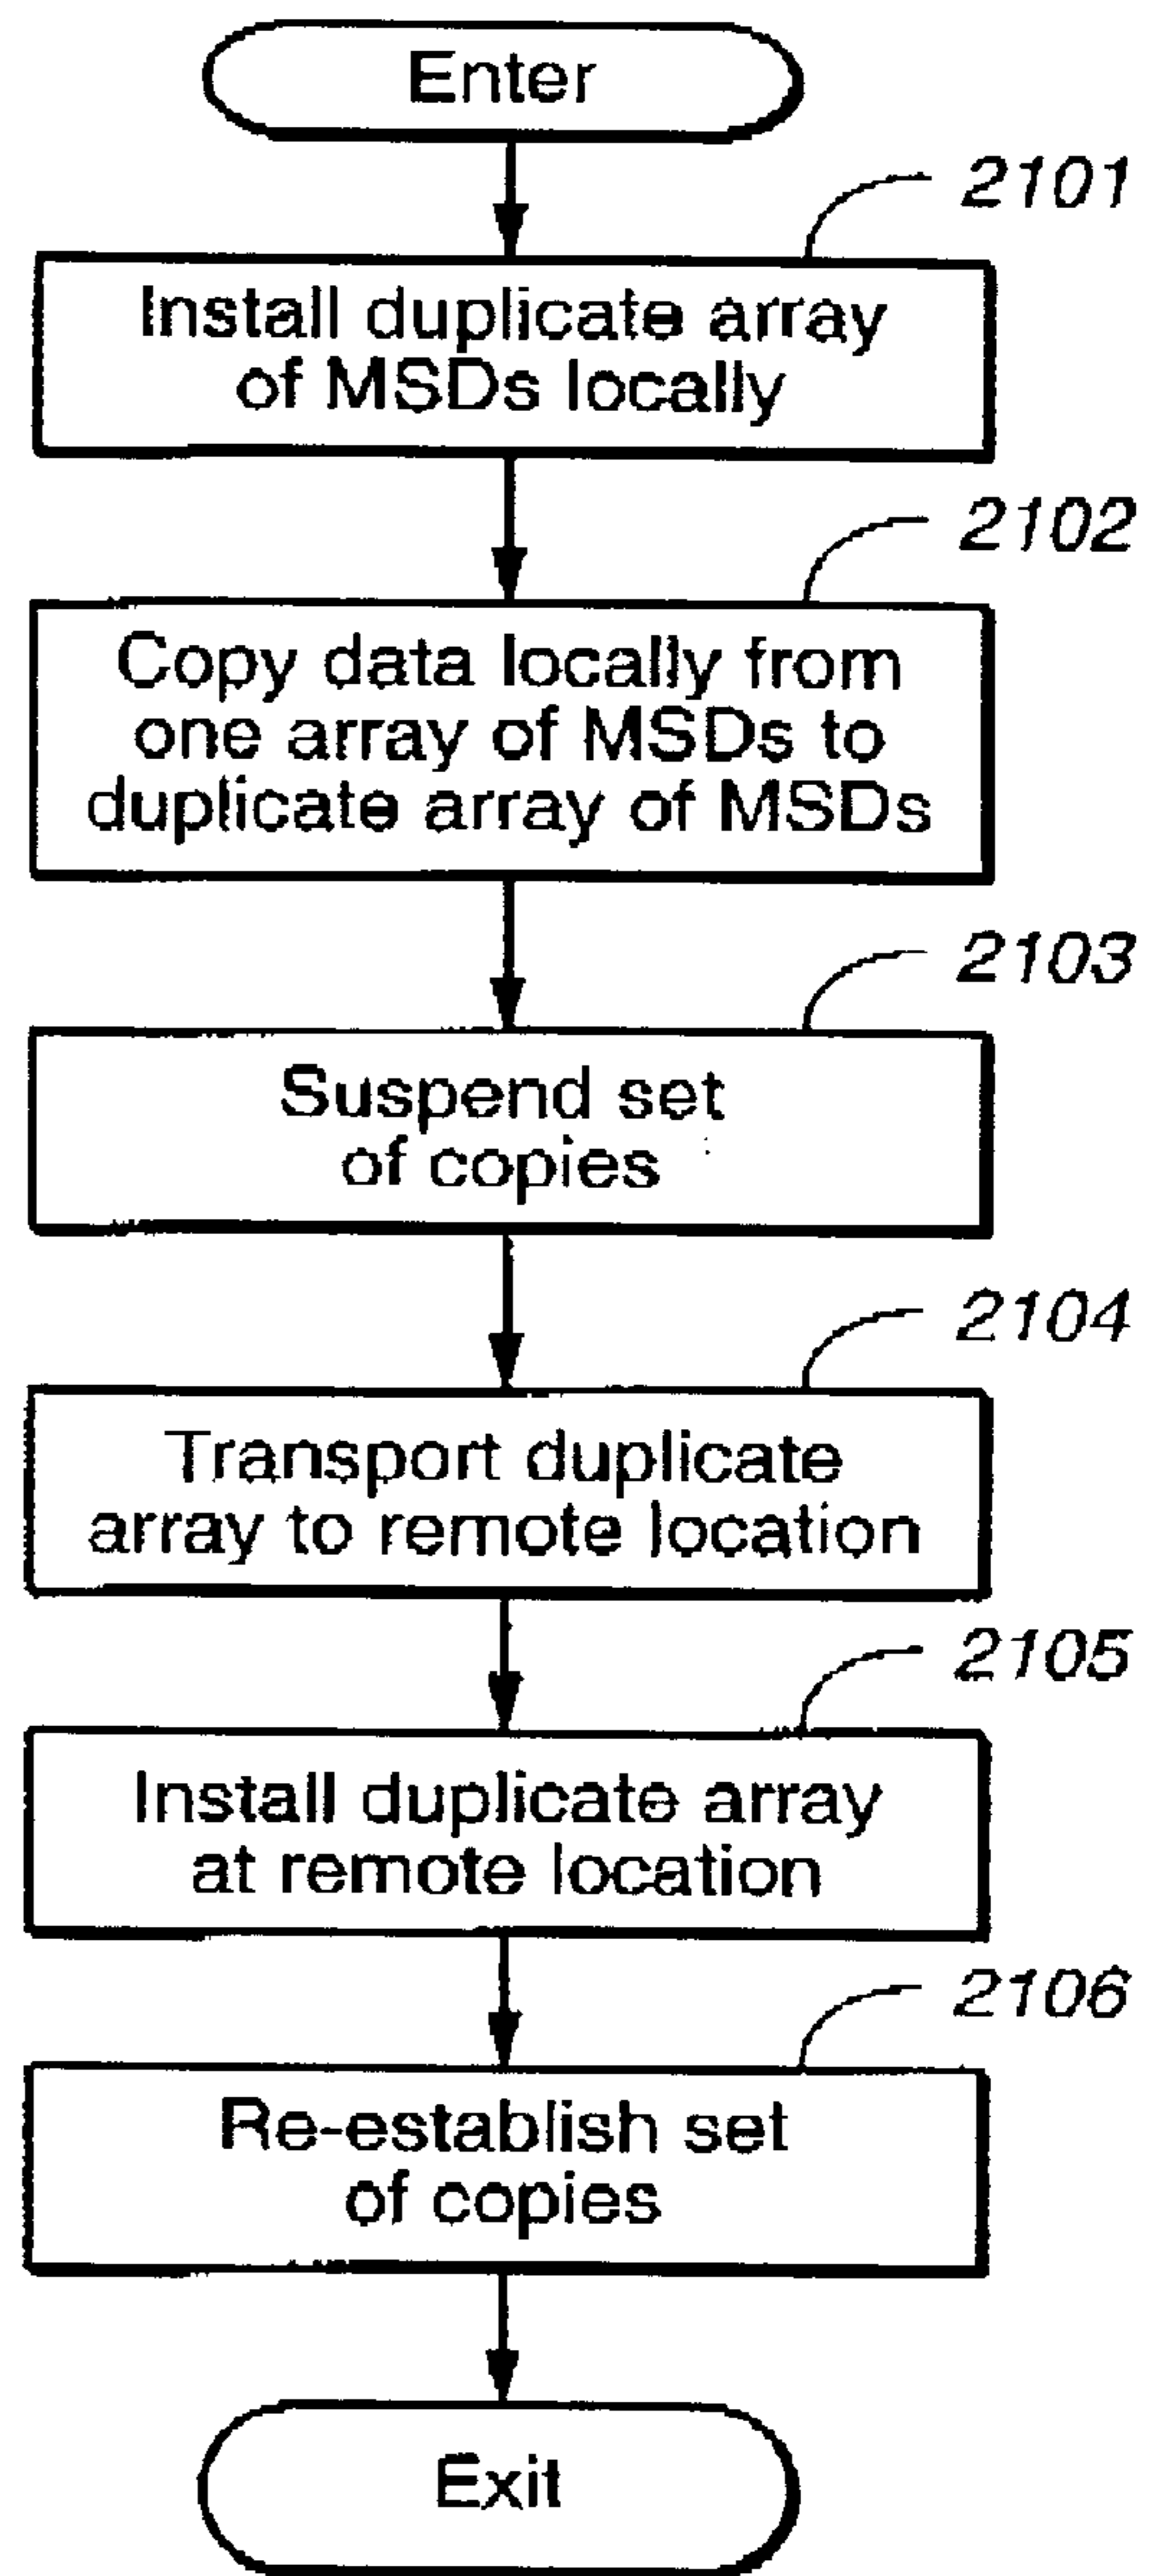 Enter
2101
Install duplicate array
of MSDs locally
2102
Copy data locally from
one array of MSDs to
duplicate array of MSDs
2103
Suspend set
of copies
2104
Transport duplicate
array to remote location
2105
Install duplicate array
at remote location
2106
Re-establish set
of copies
Exit